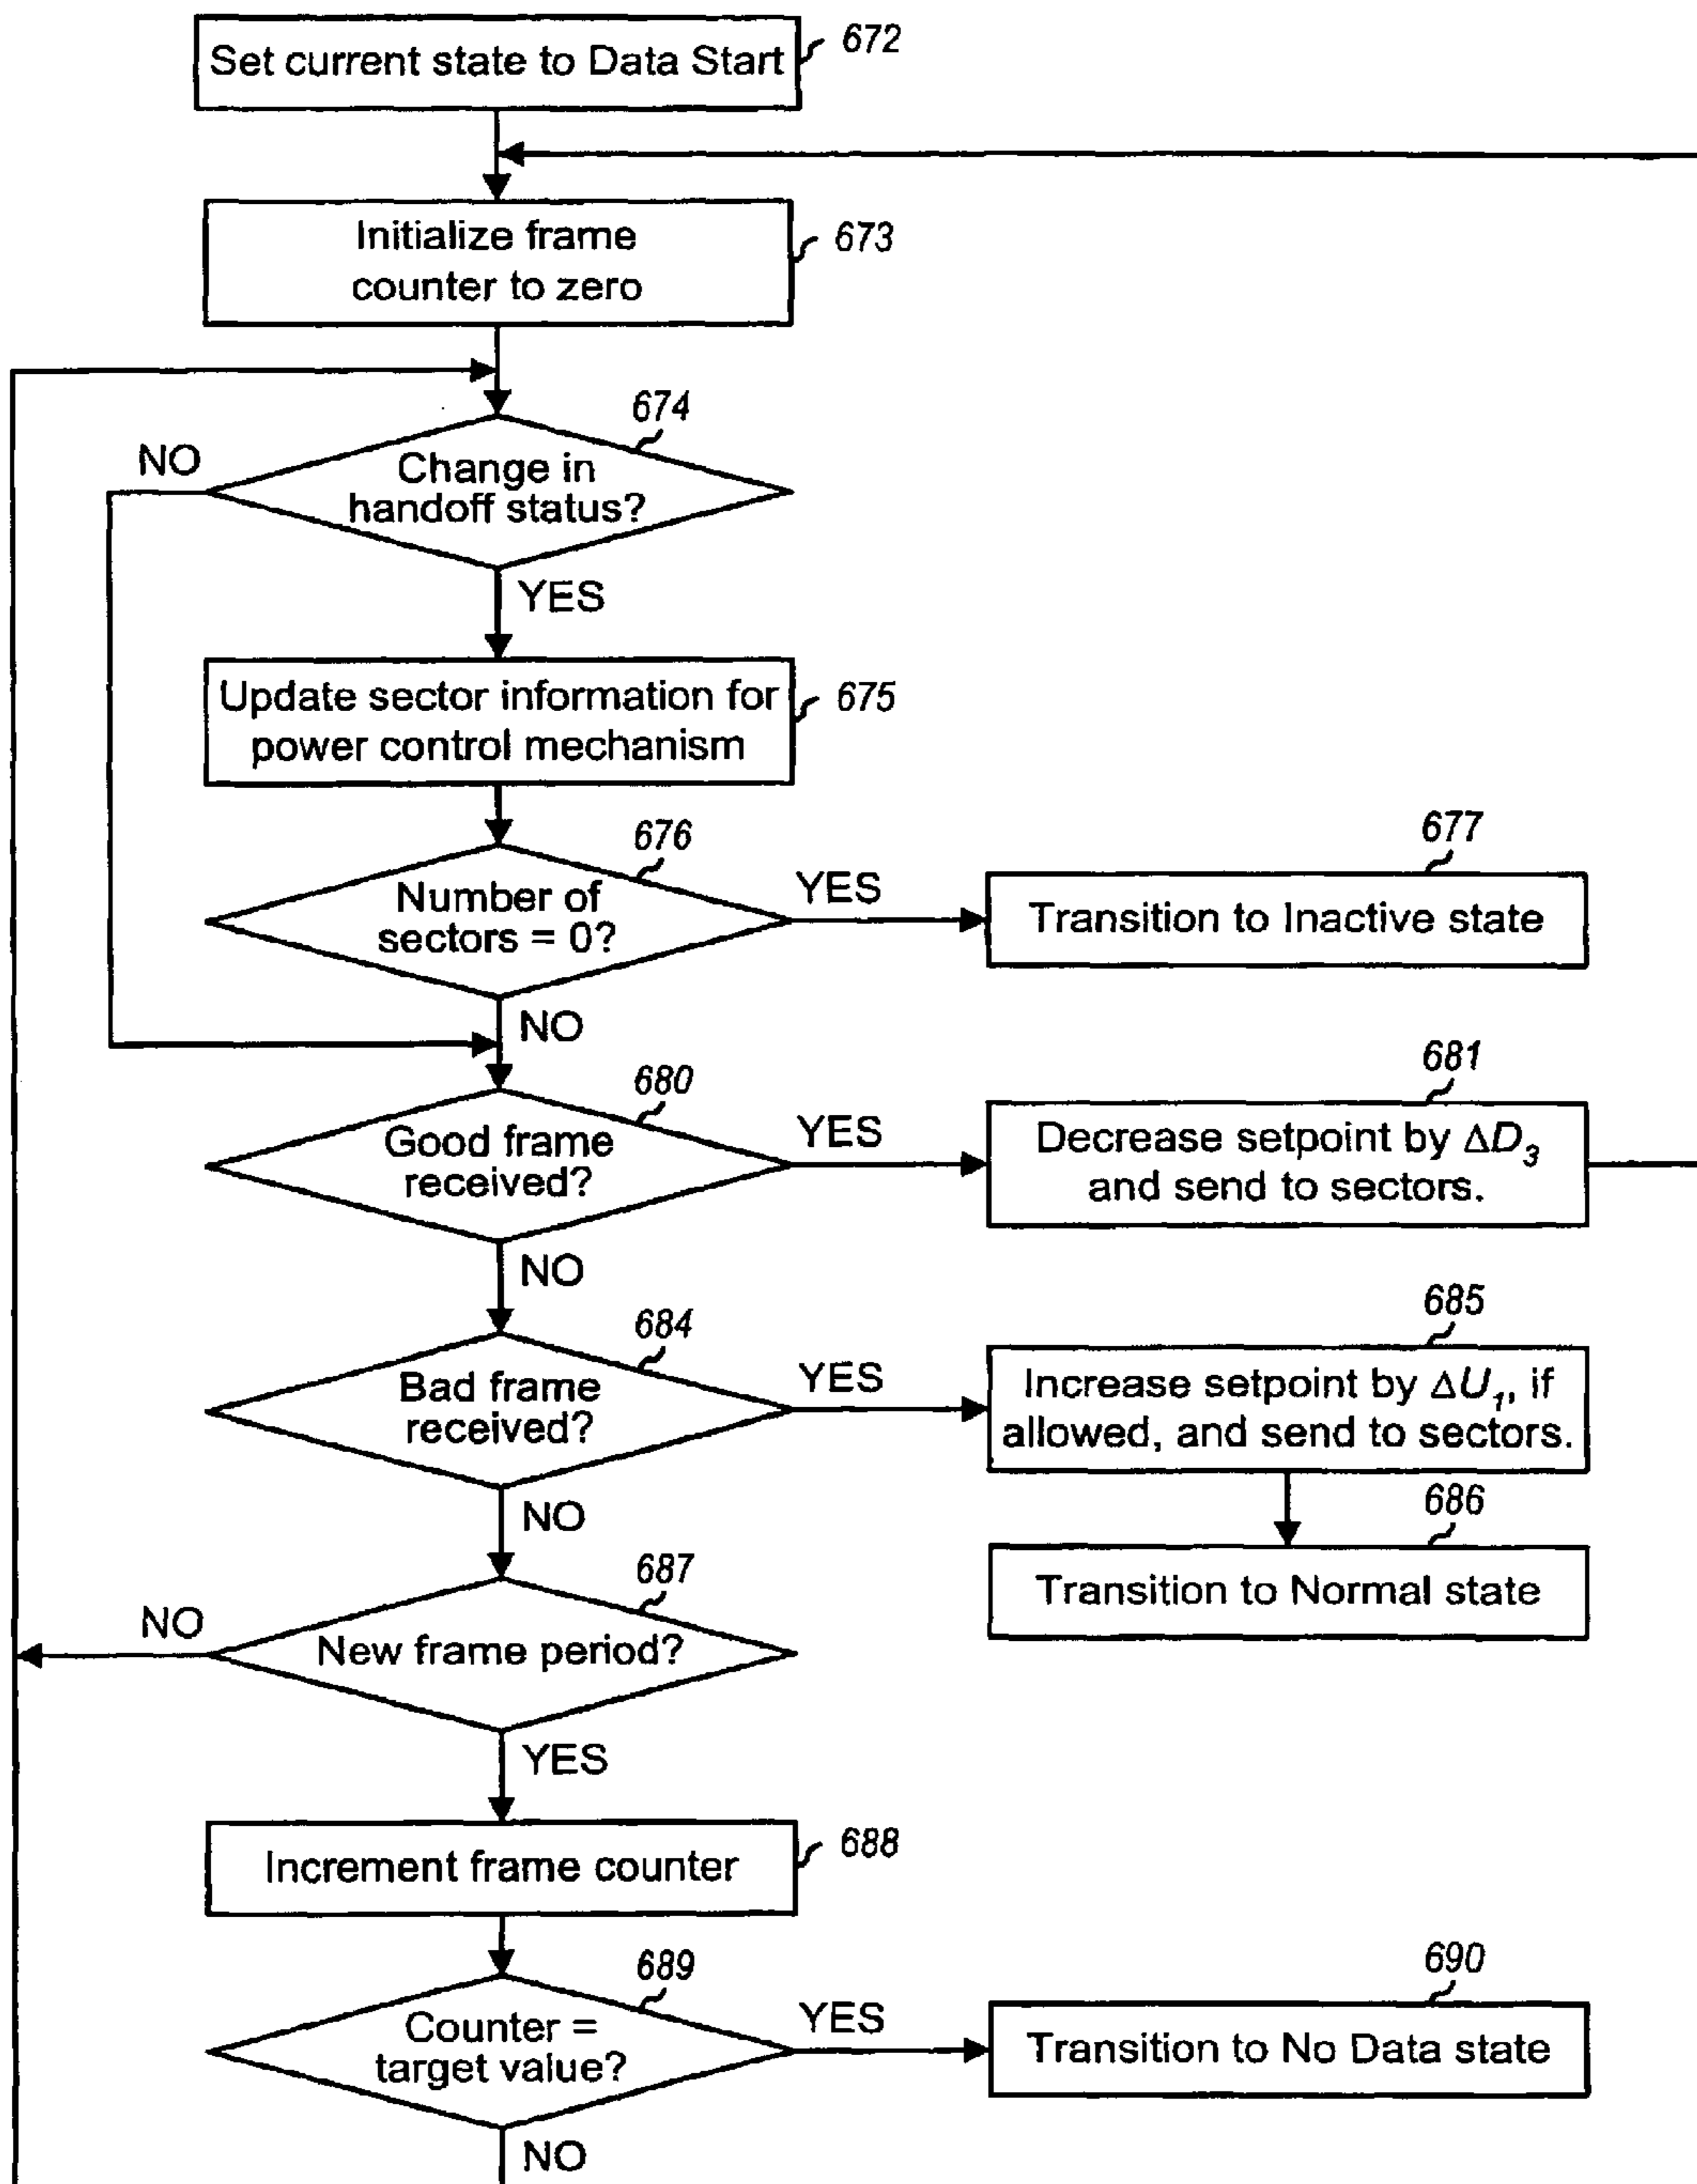 Set current state to Data Start
672
Initialize frame
counter to zero
673
674
NO
Change in
handoff status?
YES
Update sector information for
power control mechanism
675
676
Number of
sectors = 0?
YES
677
Transition to Inactive state
NO
680
Good frame
received?
YES
681
Decrease setpoint by ΔD₃
and send to sectors.
NO
684
Bad frame
received?
YES
685
Increase setpoint by ΔU₁, if
allowed, and send to sectors.
686
Transition to Normal state
NO
687
NO
New frame period?
YES
Increment frame counter
688
689
Counter =
target value?
YES
690
Transition to No Data state
NO